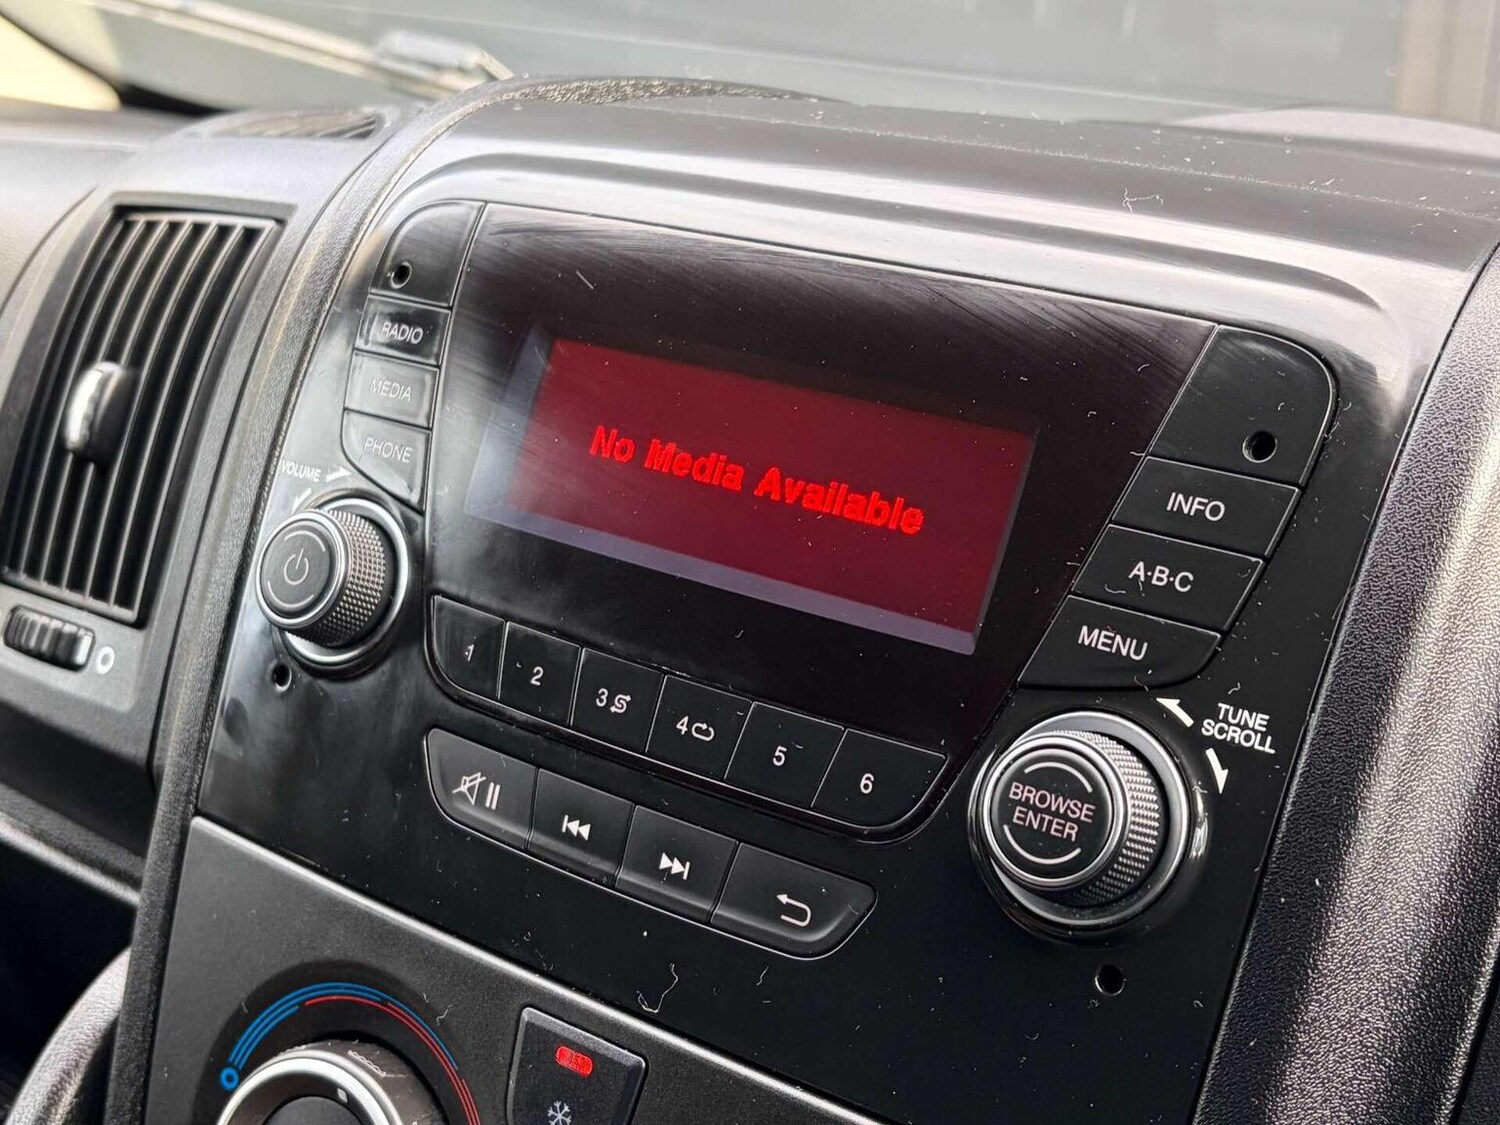 RADIO
MEDIA
PHONE
VOLUME
No Media Available
INFO
A·B·C
MENU
1
2
3
4
5
6
TUNE
SCROLL
BROWSE
ENTER